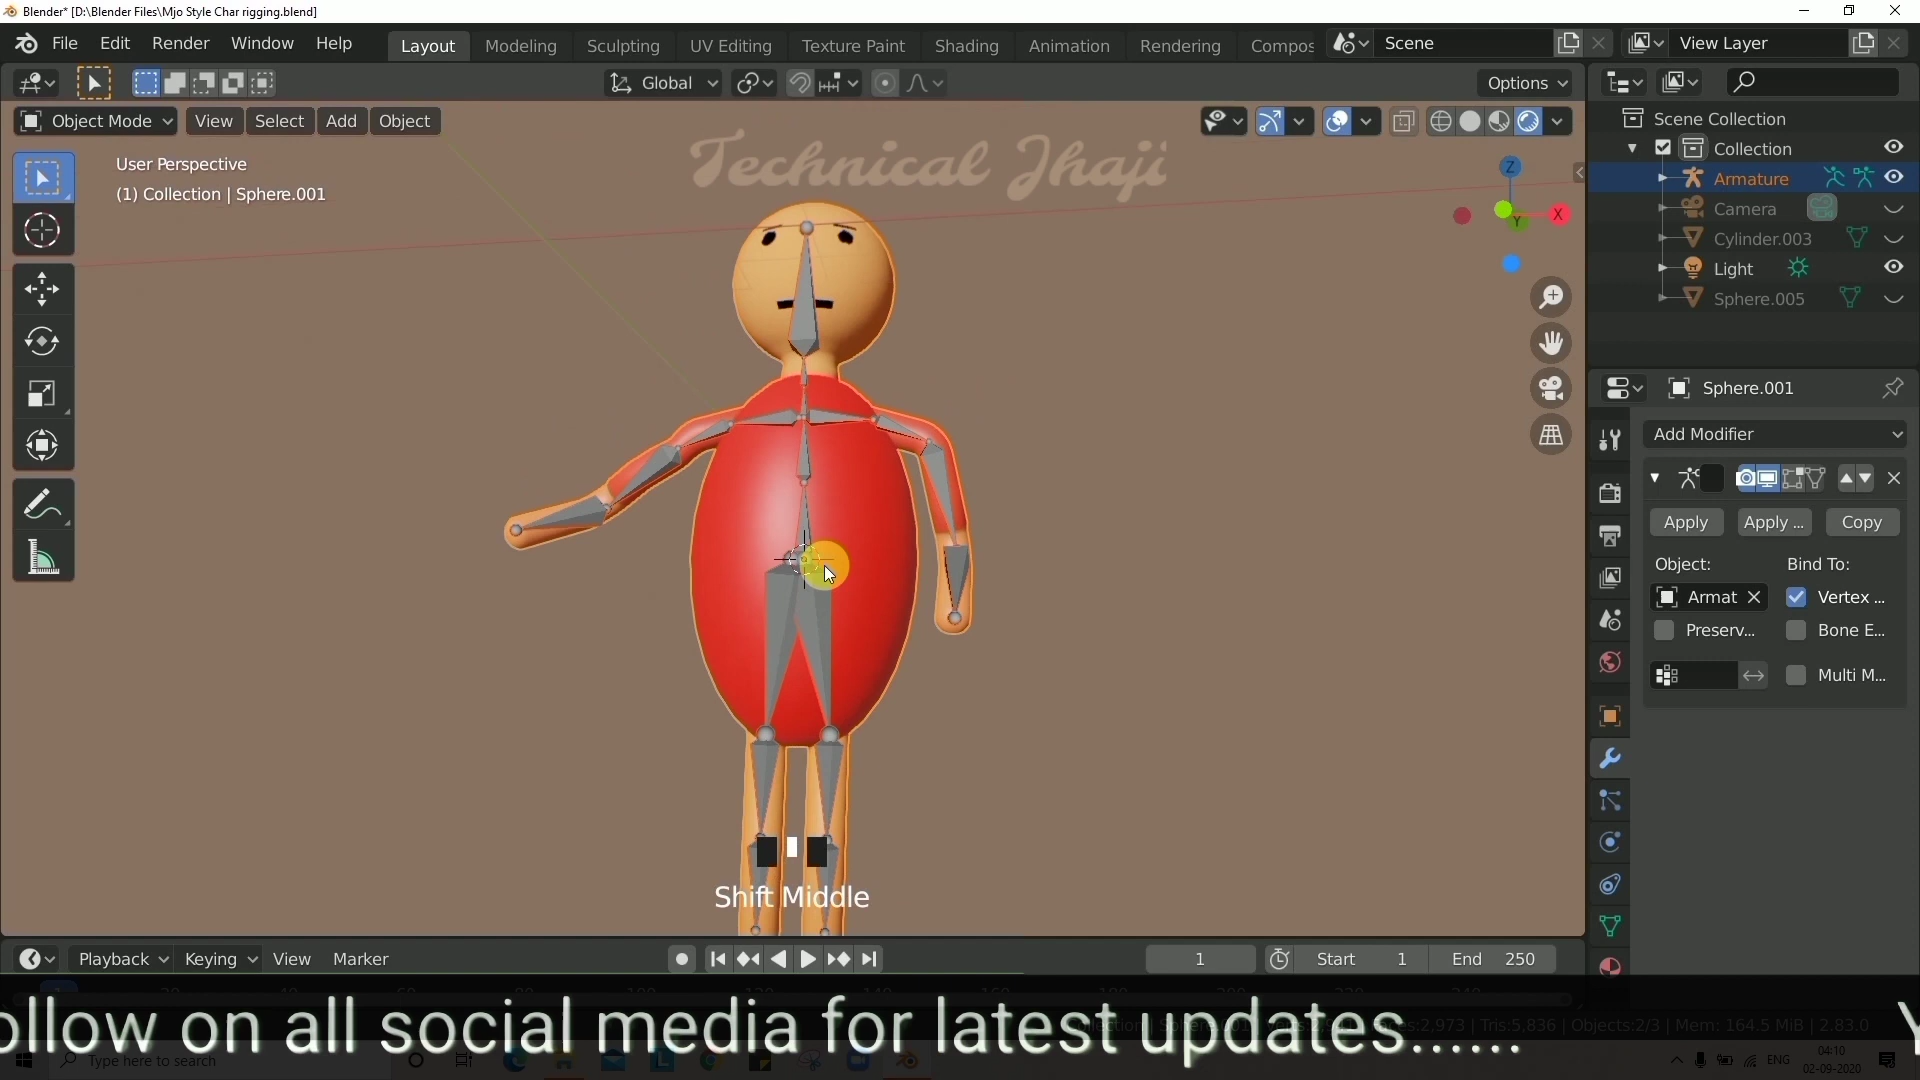 Blender* [D:\Blender Files\Mjo Style Char rigging.blend]
File Edit Render Window Help
Layout Modeling Sculpting UV Editing Texture Paint Shading Animation Rendering Compos
Scene
View Layer
Global
Options
Object Mode View Select Add Object
Technical Jhaji
User Perspective
(1) Collection | Sphere.001
Z
X
Y
Scene Collection
Collection
Armature
Camera
Cylinder.003
Light
Sphere.005
Sphere.001
Add Modifier
Apply Apply ... Copy
Object: Bind To:
Armat Vertex ...
Preserv... Bone E...
Multi M...
Shift Middle
Playback Keying View Marker
1 Start 1 End 250
ollow on all social media for latest updates...... Y
2,973 | Tris:5,836 | Objects:2/3 | Mem: 164.5 MiB | 2.83.0
Type here to search
ENG
04:10
02-09-2020